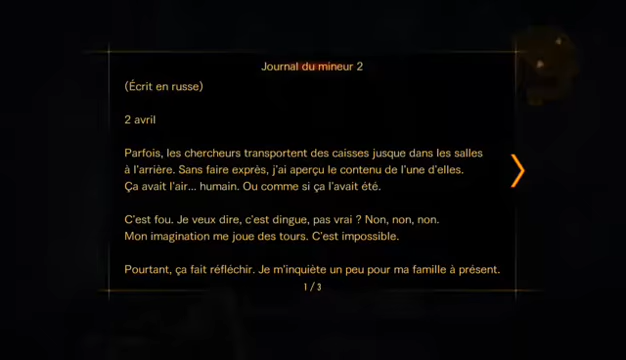 Journal du mineur 2
(Écrit en russe)
2 avril
Parfois, les chercheurs transportent des caisses jusque dans les salles
à l'arrière. Sans faire exprès, j'ai aperçu le contenu de l'une d'elles.
Ça avait l'air... humain. Ou comme si ça l'avait été.
C'est fou. Je veux dire, c'est dingue, pas vrai ? Non, non, non.
Mon imagination me joue des tours. C'est impossible.
Pourtant, ça fait réfléchir. Je m'inquiète un peu pour ma famille à présent.
1 / 3